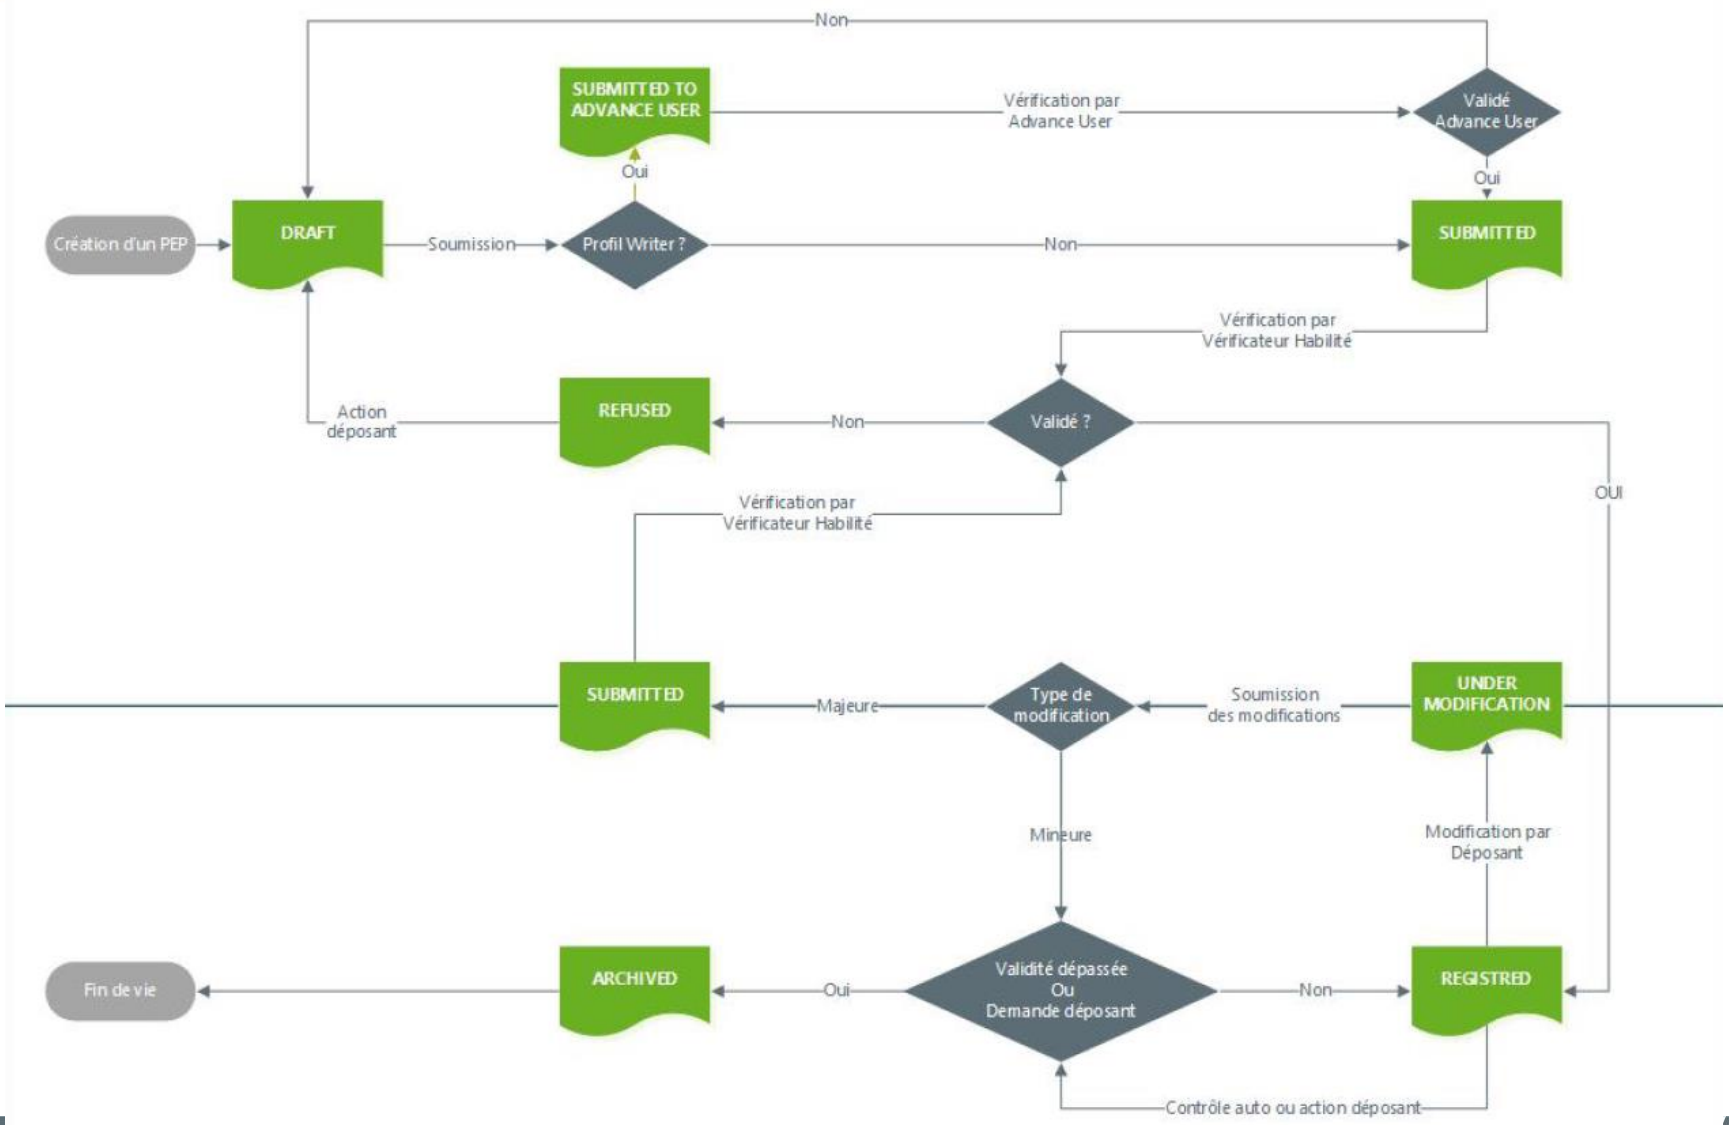 Non
SUBMITTED TO
ADVANCE USER
Vérification par
Advance User
Validé
Advance User
Oui
Oui
Création d'un PEP
DRAFT
Soumission
Profil Writer ?
Non
SUBMITTED
Vérification par
Vérificateur Habilité
Action
déposant
REFUSED
Non
Validé ?
OUI
Vérification par
Vérificateur Habilité
SUBMITTED
Majeure
Type de
modification
Soumission
des modifications
UNDER
MODIFICATION
Mineure
Modification par
Déposant
Fin de vie
ARCHIVED
Oui
Validité dépassée
Ou
Demande déposant
Non
REGISTRED
Contrôle auto ou action déposant